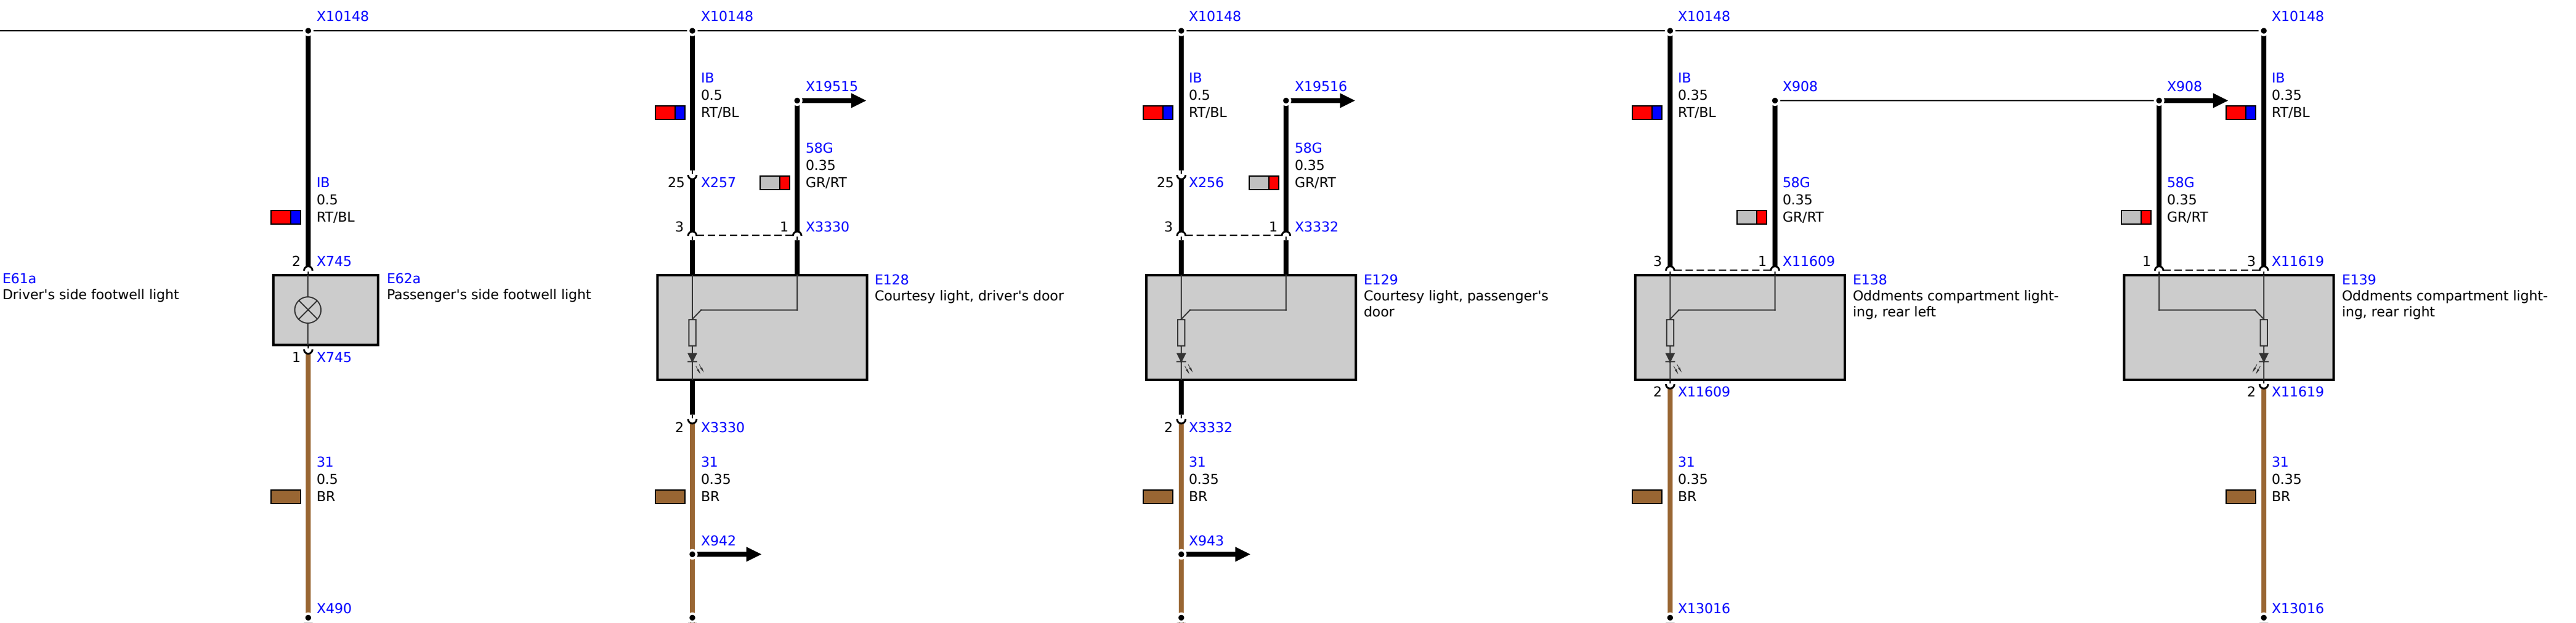 X10148 X10148 X10148 X10148 X10148
IB IB IB IB
X19515 X19516 X908 X908
0.5 0.5 0.35 0.35
RT/BL RT/BL RT/BL RT/BL
58G 58G
0.35 0.35
IB 25 X257 GR/RT 25 X256 GR/RT 58G 58G
0.5 0.35 0.35
RT/BL GR/RT GR/RT
3 1 X3330 3 1 X3332
2 X745 3 1 X11609 1 3 X11619
E61a E62a E128 E129 E138 E139
Driver's side footwell light Passenger's side footwell light Courtesy light, driver's door Courtesy light, passenger's Oddments compartment light- Oddments compartment light-
door ing, rear left ing, rear right
1 X745
2 X11609 2 X11619
2 X3330 2 X3332
31 31 31 31 31
0.5 0.35 0.35 0.35 0.35
BR BR BR BR BR
X942 X943
X490 X13016 X13016